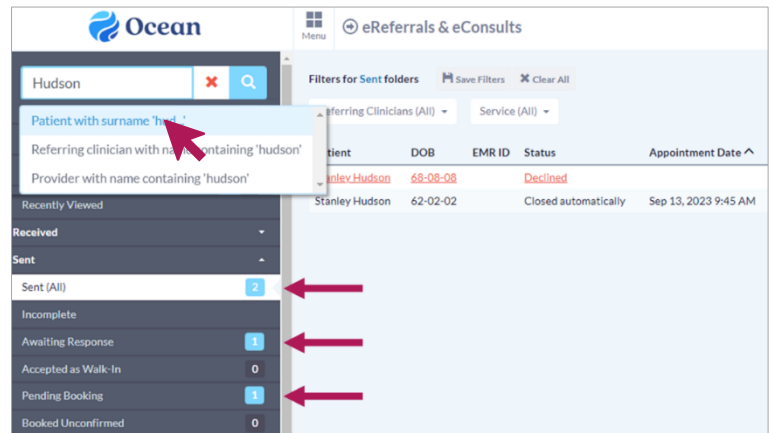 Ocean
Menu
eReferrals & eConsults
Hudson
Filters for Sent folders
Save Filters
Clear All
Patient with surname 'hud..'
Referring clinician with name containing 'hudson'
Provider with name containing 'hudson'
Clinicians (All)
Service (All)
DOB
EMR ID
Status
Appointment Date
Hudson
68-08-08
Declined
Stanley Hudson
62-02-02
Closed automatically
Sep 13, 2023 9:45 AM
Recently Viewed
Received
Sent
Sent (All)
2
Incomplete
Awaiting Response
1
Accepted as Walk-In
0
Pending Booking
1
Booked Unconfirmed
0